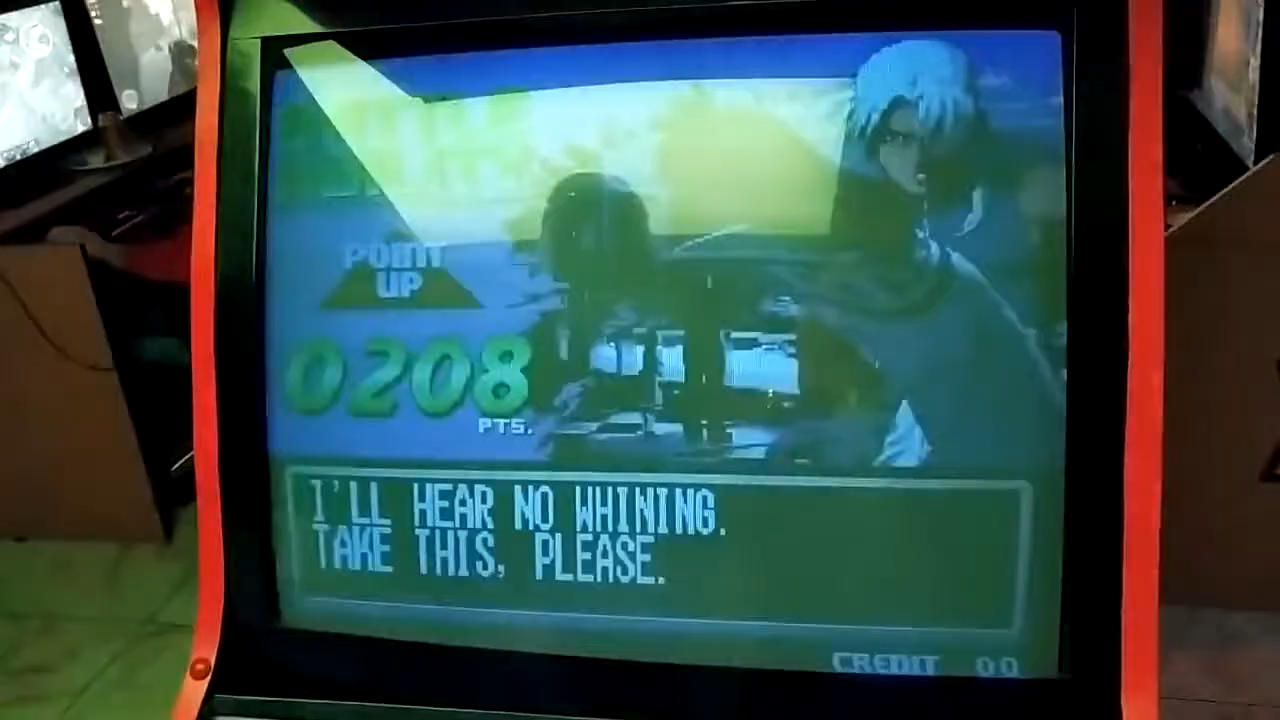 POINT
UP
0208
PTS.
I'LL HEAR NO WHINING.
TAKE THIS, PLEASE.
CREDIT 00